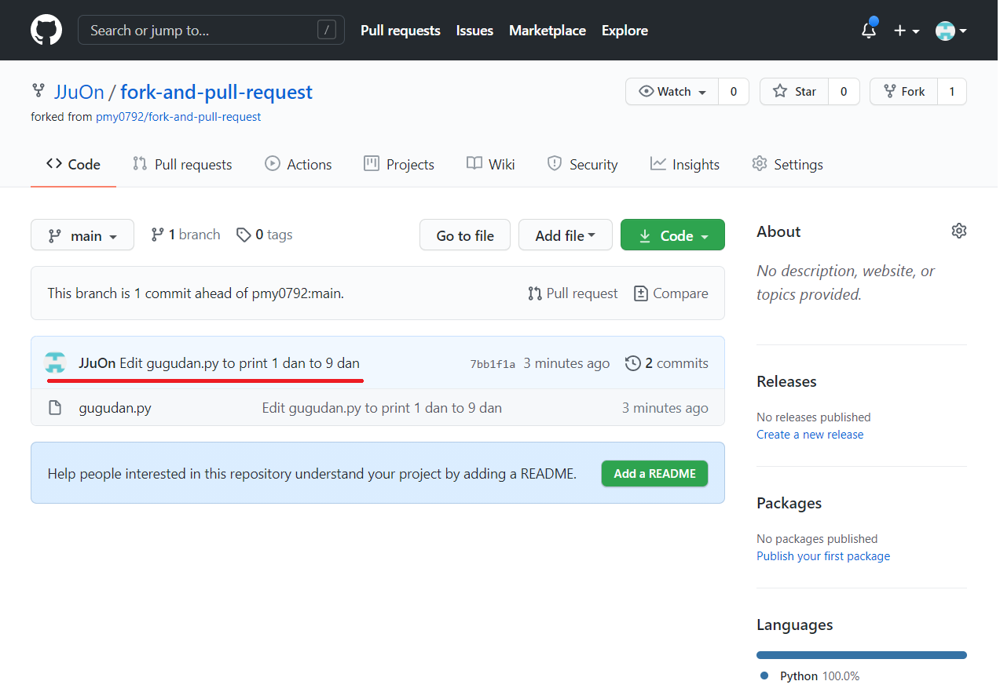 Search or jump to... /
Pull requests Issues Marketplace Explore
JJuOn / fork-and-pull-request
Watch 0 Star 0 Fork 1
forked from pmy0792/fork-and-pull-request
Code Pull requests Actions Projects Wiki Security Insights Settings
main 1 branch 0 tags Go to file Add file Code
This branch is 1 commit ahead of pmy0792:main. Pull request Compare
JJuOn Edit gugudan.py to print 1 dan to 9 dan 7bb1f1a 3 minutes ago 2 commits
gugudan.py Edit gugudan.py to print 1 dan to 9 dan 3 minutes ago
Help people interested in this repository understand your project by adding a README. Add a README
About
No description, website, or
topics provided.
Releases
No releases published
Create a new release
Packages
No packages published
Publish your first package
Languages
Python 100.0%